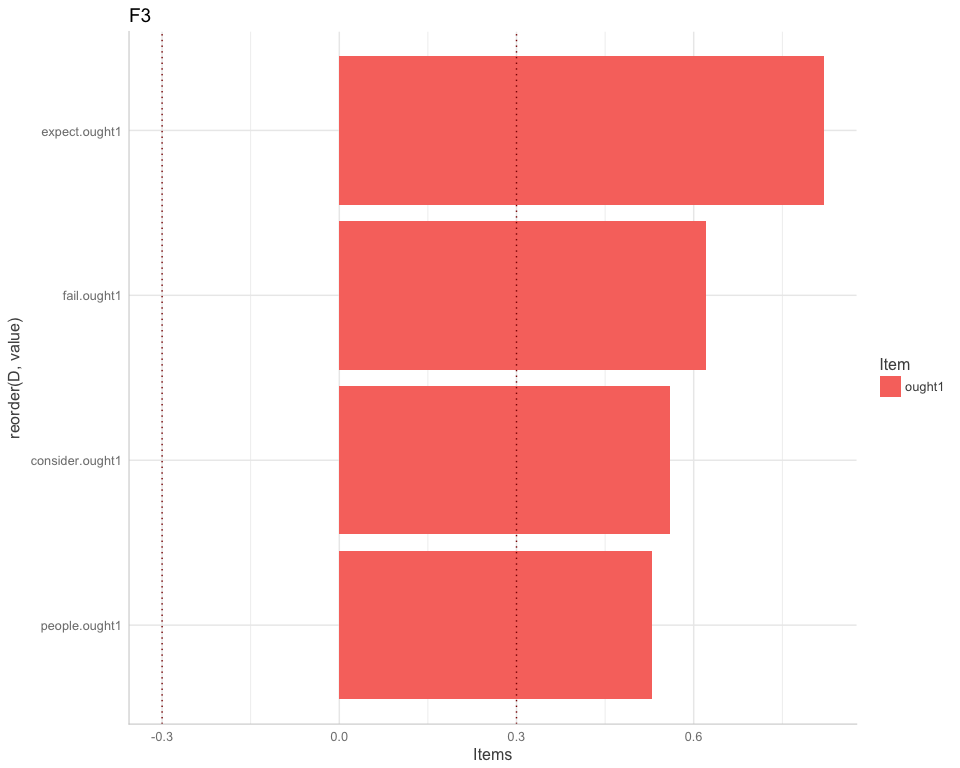 F3
reorder(D, value)
expect.ought1
fail.ought1
consider.ought1
people.ought1
-0.3
0.0
0.3
0.6
Items
Item
ought1